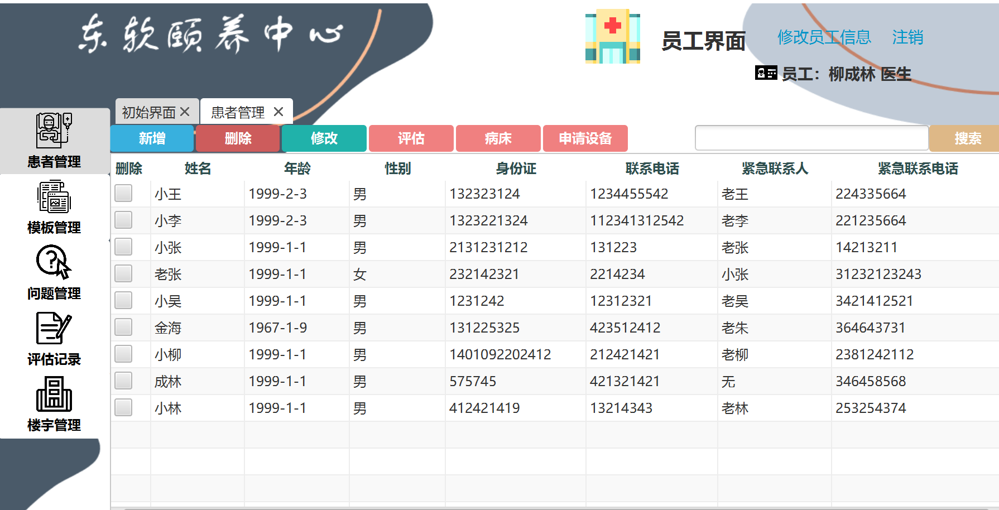 东软颐养中心
员工界面
修改员工信息 注销
员工：柳成林 医生
初始界面 患者管理
新增 删除 修改 评估 病床 申请设备 搜索
患者管理
模板管理
问题管理
评估记录
楼宇管理
删除 姓名 年龄 性别 身份证 联系电话 紧急联系人 紧急联系电话
小王 1999-2-3 男 132323124 1234455542 老王 224335664
小李 1999-2-3 男 1323221324 112341312542 老李 221235664
小张 1999-1-1 男 2131231212 131223 老张 14213211
老张 1999-1-1 女 232142321 2214234 小张 31232123243
小吴 1999-1-1 男 1231242 12312321 老吴 3421412521
金海 1967-1-9 男 131225325 423512412 老朱 364643731
小柳 1999-1-1 男 1401092202412 212421421 老柳 2381242112
成林 1999-1-1 男 575745 421321421 无 346458568
小林 1999-1-1 男 412421419 13214343 老林 253254374